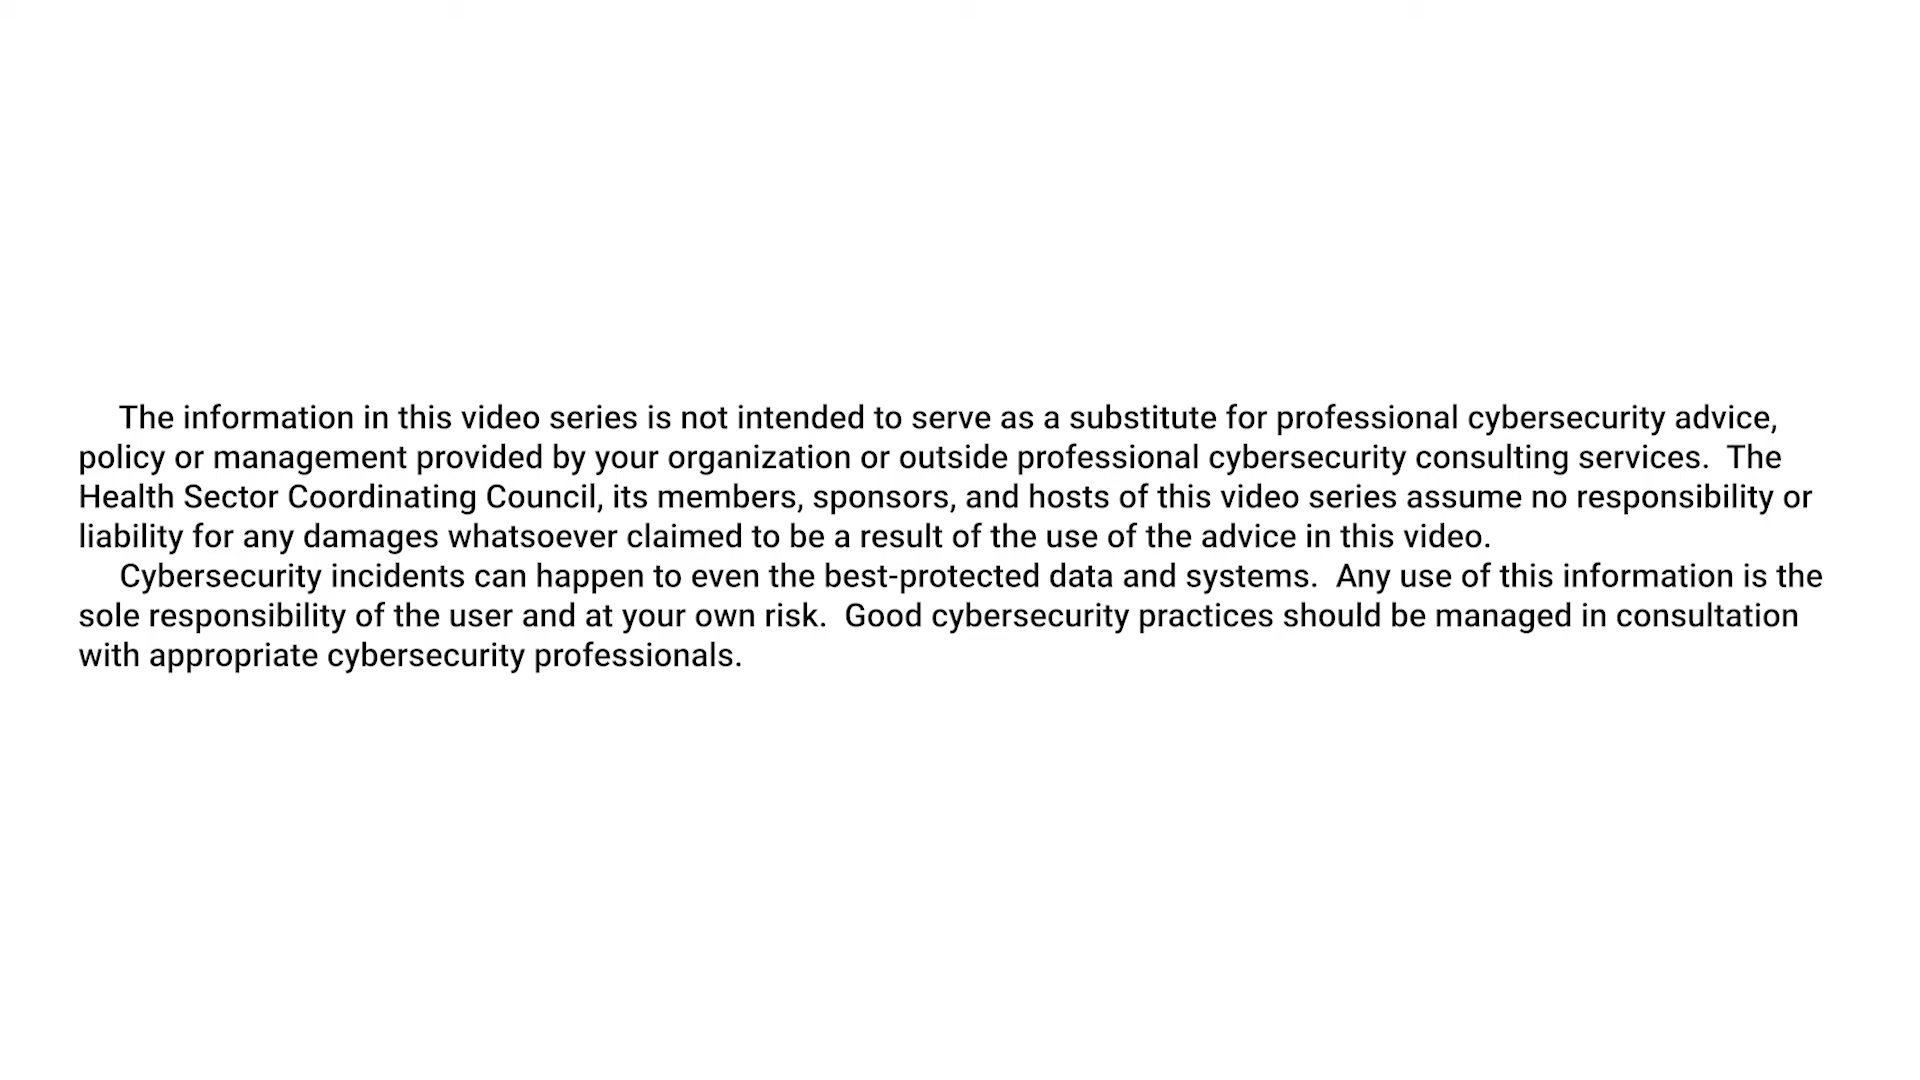 The information in this video series is not intended to serve as a substitute for professional cybersecurity advice,
policy or management provided by your organization or outside professional cybersecurity consulting services.  The
Health Sector Coordinating Council, its members, sponsors, and hosts of this video series assume no responsibility or
liability for any damages whatsoever claimed to be a result of the use of the advice in this video.
Cybersecurity incidents can happen to even the best-protected data and systems.  Any use of this information is the
sole responsibility of the user and at your own risk.  Good cybersecurity practices should be managed in consultation
with appropriate cybersecurity professionals.